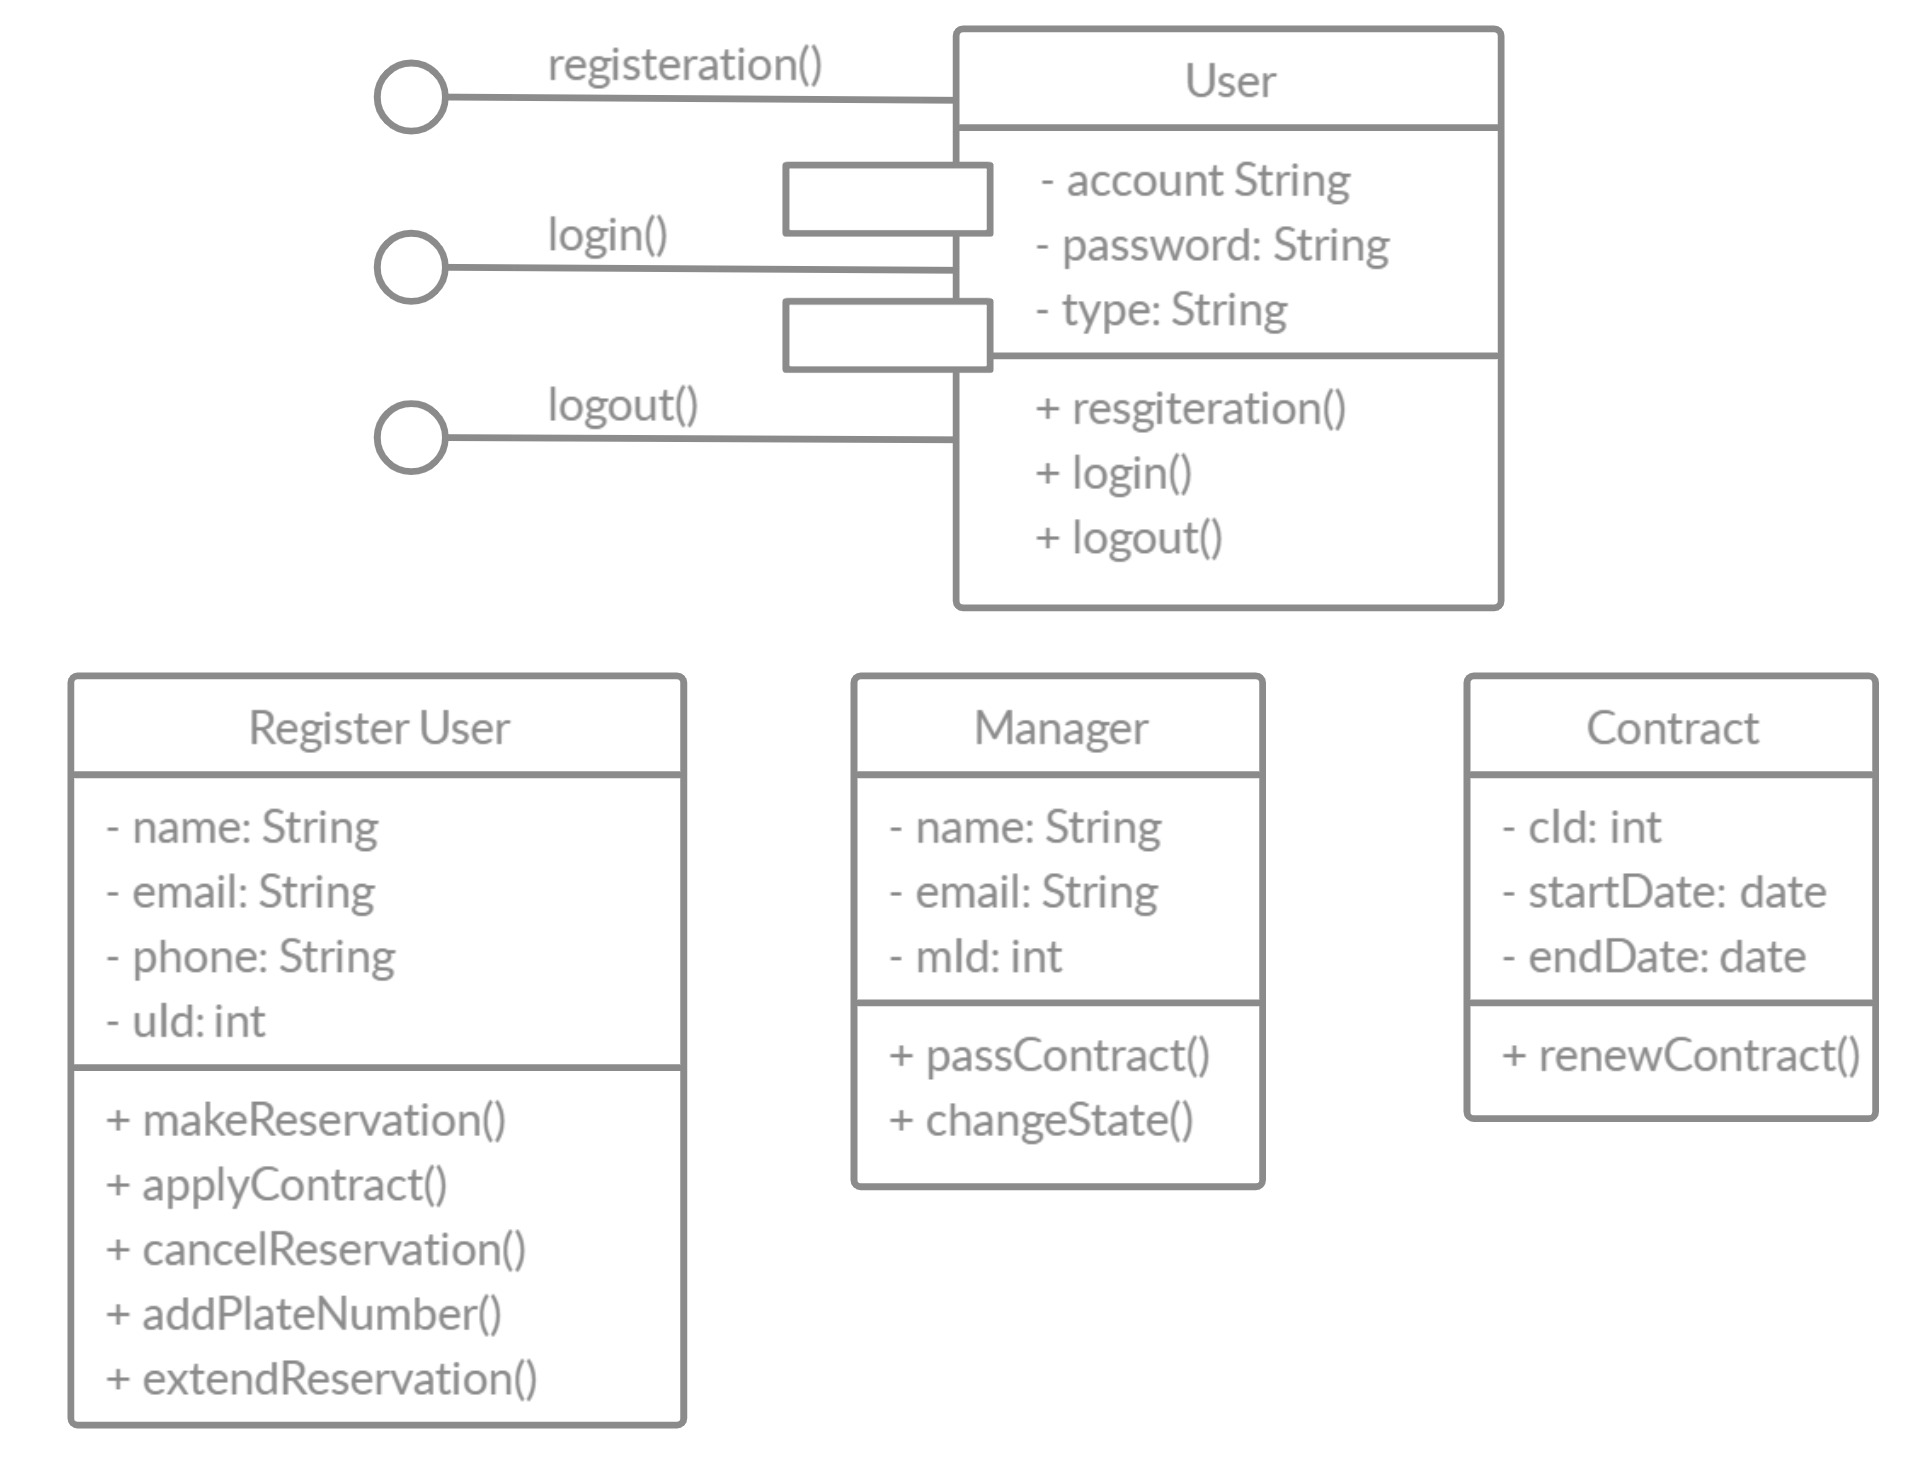 registeration()
login()
logout()
User
- account String
- password: String
- type: String
+ resgiteration()
+ login()
+ logout()
Register User
- name: String
- email: String
- phone: String
- uId: int
+ makeReservation()
+ applyContract()
+ cancelReservation()
+ addPlateNumber()
+ extendReservation()
Manager
- name: String
- email: String
- mId: int
+ passContract()
+ changeState()
Contract
- cId: int
- startDate: date
- endDate: date
+ renewContract()